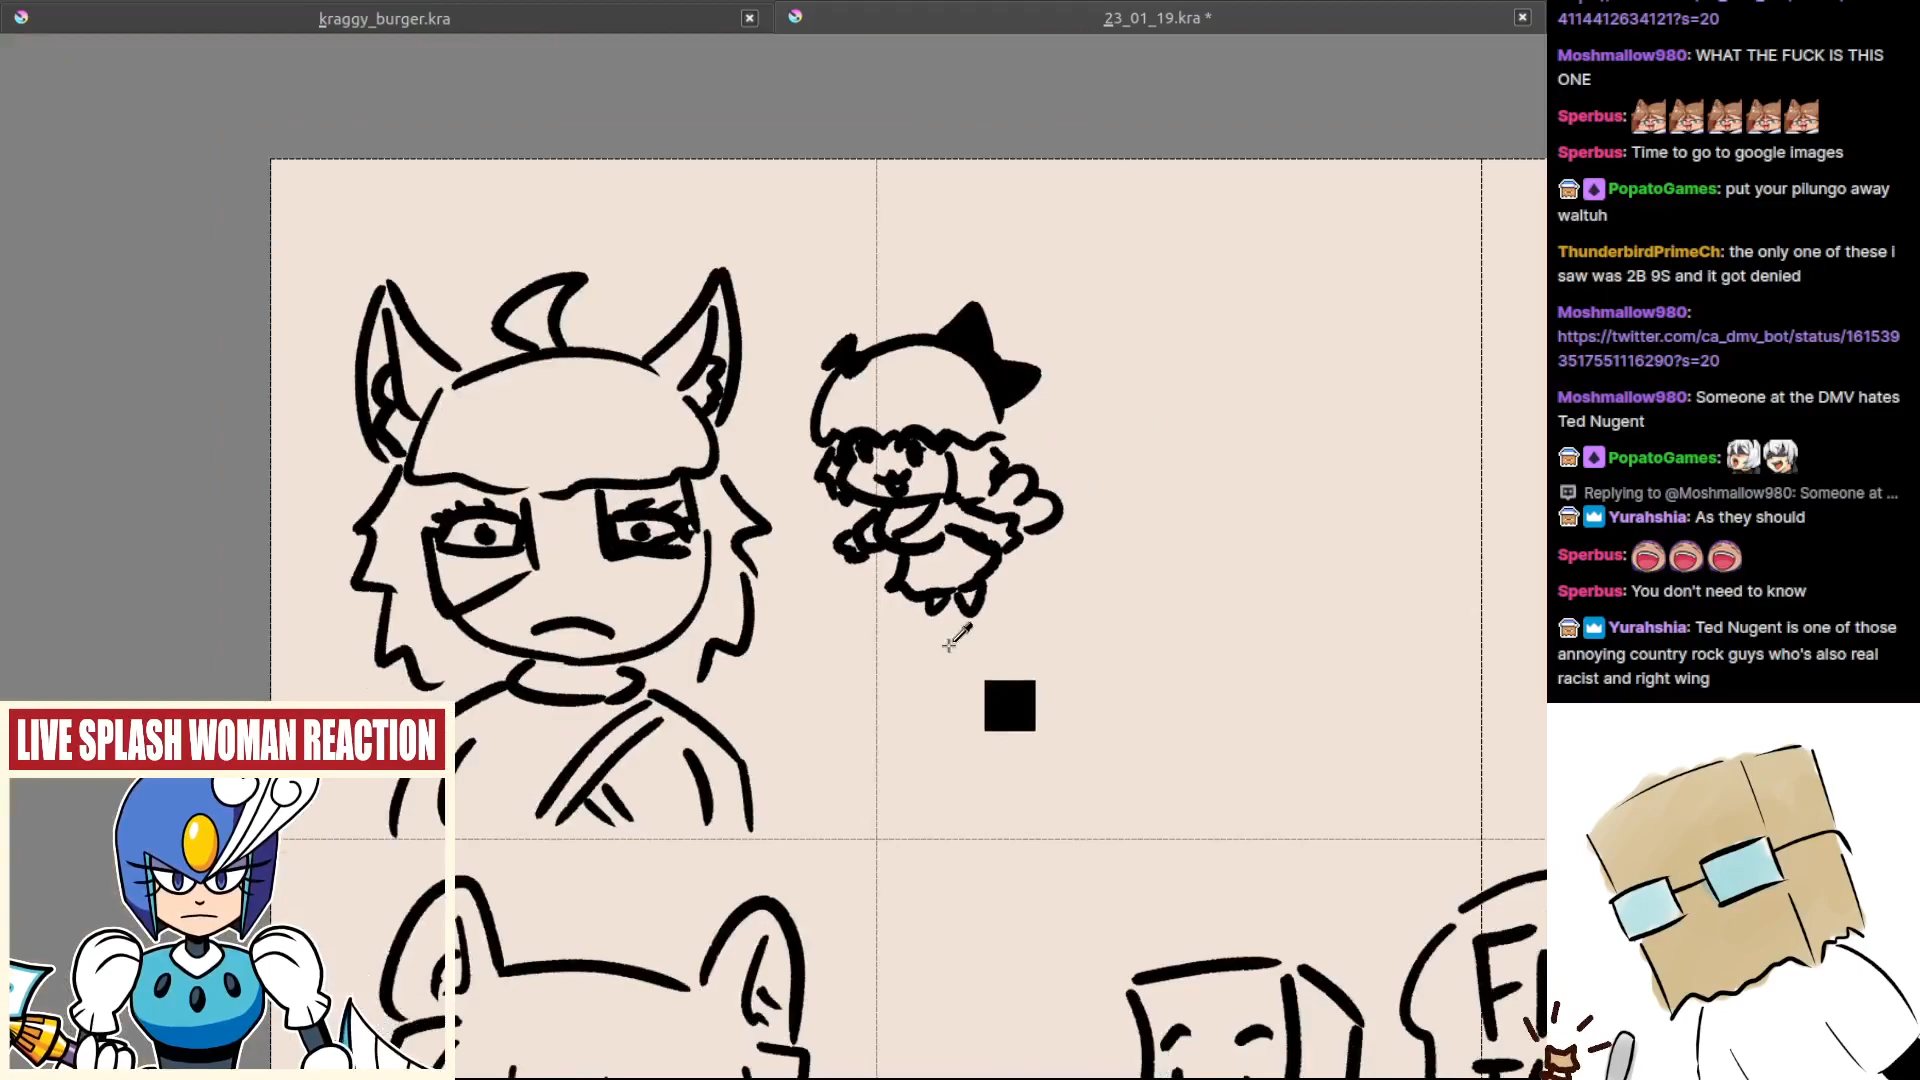 kraggy_burger.kra
23_01_19.kra *
4114412634121?s=20
Moshmallow980: WHAT THE FUCK IS THIS
ONE
Sperbus:
Sperbus: Time to go to google images
PopatoGames: put your pilungo away
waltuh
ThunderbirdPrimeCh: the only one of these i
saw was 2B 9S and it got denied
Moshmallow980:
https://twitter.com/ca_dmv_bot/status/161539
3517551116290?s=20
Moshmallow980: Someone at the DMV hates
Ted Nugent
PopatoGames:
Replying to @Moshmallow980: Someone at ...
Yurahshia: As they should
Sperbus:
Sperbus: You don't need to know
Yurahshia: Ted Nugent is one of those
annoying country rock guys who's also real
racist and right wing
LIVE SPLASH WOMAN REACTION